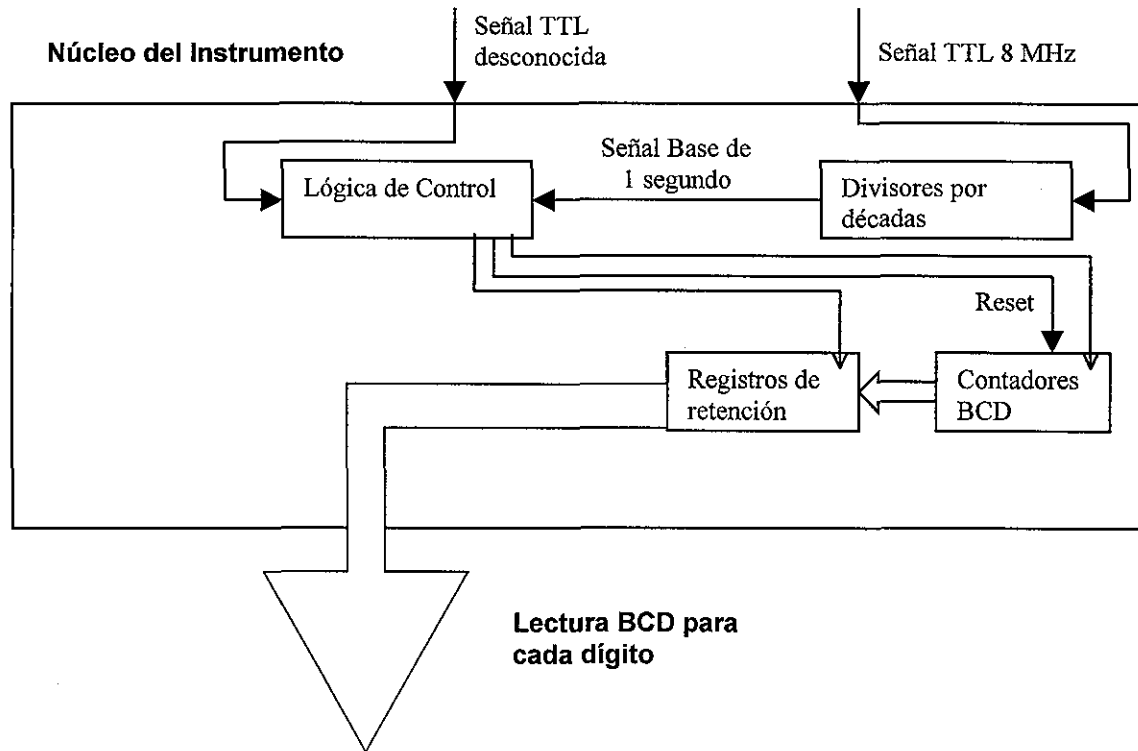 Núcleo del Instrumento
Señal TTL
desconocida
Señal TTL 8 MHz
Lógica de Control
Señal Base de
1 segundo
Divisores por
décadas
Reset
Registros de
retención
Contadores
BCD
Lectura BCD para
cada dígito